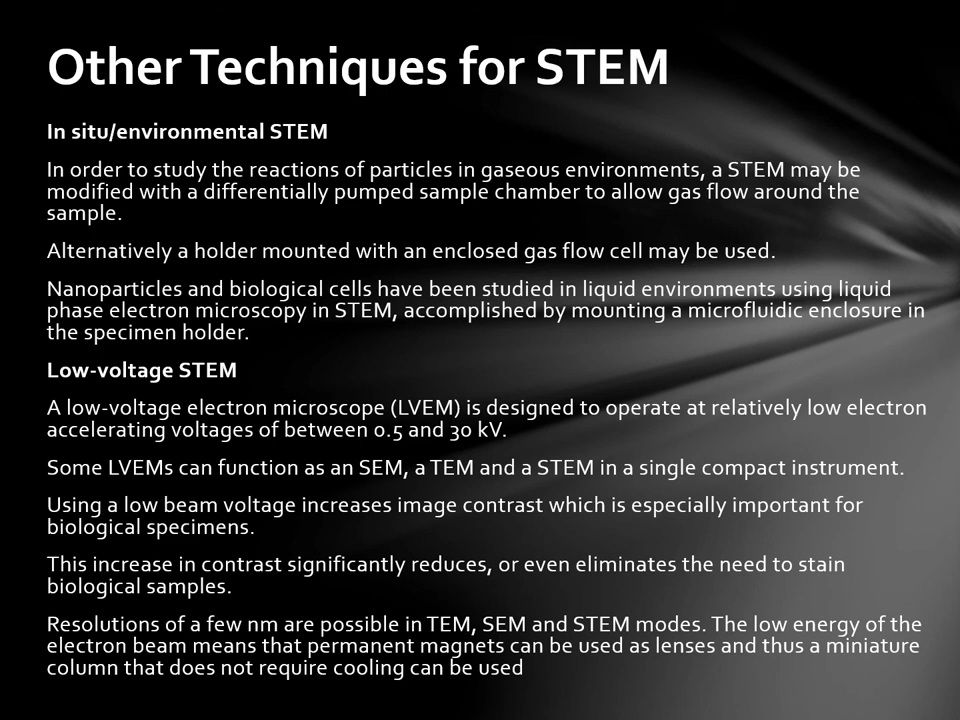 Other Techniques for STEM
In situ/environmental STEM
In order to study the reactions of particles in gaseous environments, a STEM may be
modified with a differentially pumped sample chamber to allow gas flow around the
sample.
Alternatively a holder mounted with an enclosed gas flow cell may be used.
Nanoparticles and biological cells have been studied in liquid environments using liquid
phase electron microscopy in STEM, accomplished by mounting a microfluidic enclosure in
the specimen holder.
Low-voltage STEM
A low-voltage electron microscope (LVEM) is designed to operate at relatively low electron
accelerating voltages of between 0.5 and 30 kV.
Some LVEMs can function as an SEM, a TEM and a STEM in a single compact instrument.
Using a low beam voltage increases image contrast which is especially important for
biological specimens.
This increase in contrast significantly reduces, or even eliminates the need to stain
biological samples.
Resolutions of a few nm are possible in TEM, SEM and STEM modes. The low energy of the
electron beam means that permanent magnets can be used as lenses and thus a miniature
column that does not require cooling can be used